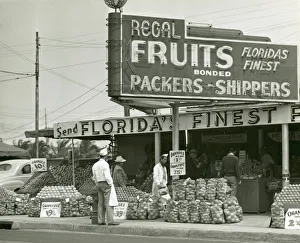 REGAL
FRUITS
FLORIDAS
FINEST
BONDED
PACKERS-SHIPPERS
Send FLORIDA'S FINEST